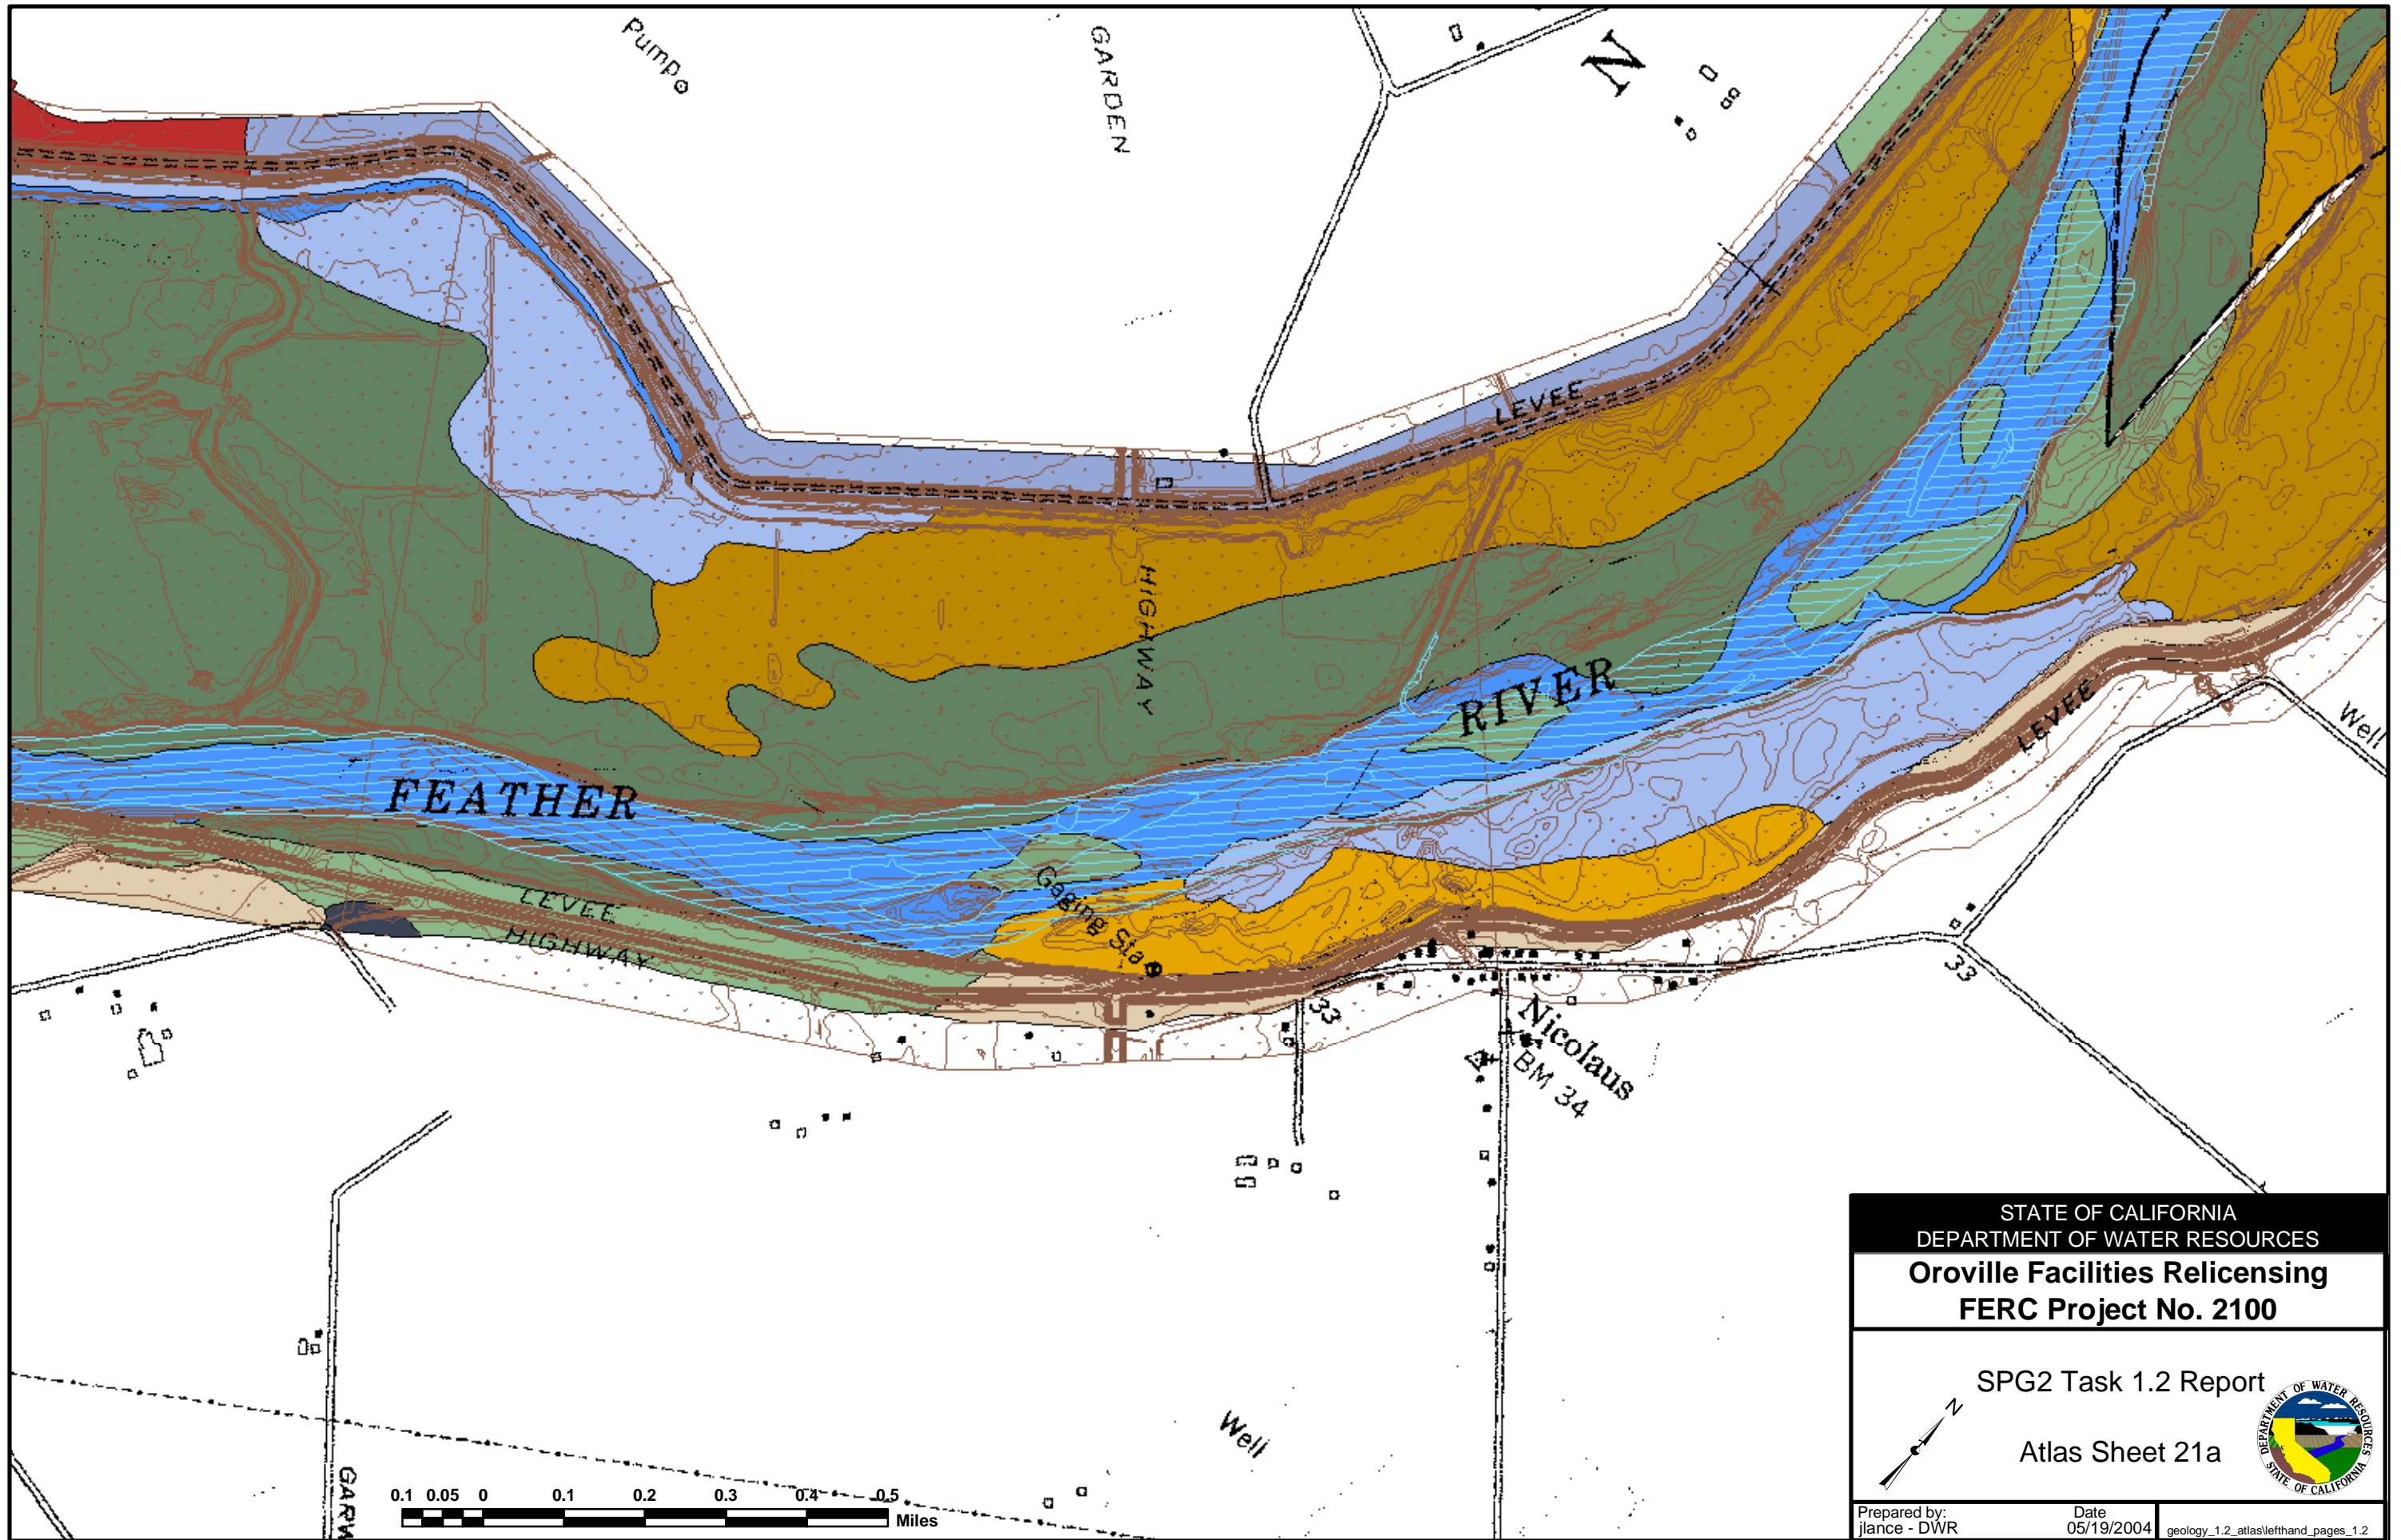 Pump
GARDEN
N
LEVEE
HIGHWAY
RIVER
FEATHER
LEVEE
Well
Gaging Sta
LEVEE
HIGHWAY
33
33
Nicolaus
BM 34
Well
GARW
0.1 0.05 0 0.1 0.2 0.3 0.4 0.5
Miles
STATE OF CALIFORNIA
DEPARTMENT OF WATER RESOURCES
Oroville Facilities Relicensing
FERC Project No. 2100
SPG2 Task 1.2 Report
N
Atlas Sheet 21a
DEPARTMENT OF WATER RESOURCES
STATE OF CALIFORNIA
Prepared by:
jlance - DWR
Date
05/19/2004
geology_1.2_atlas\lefthand_pages_1.2